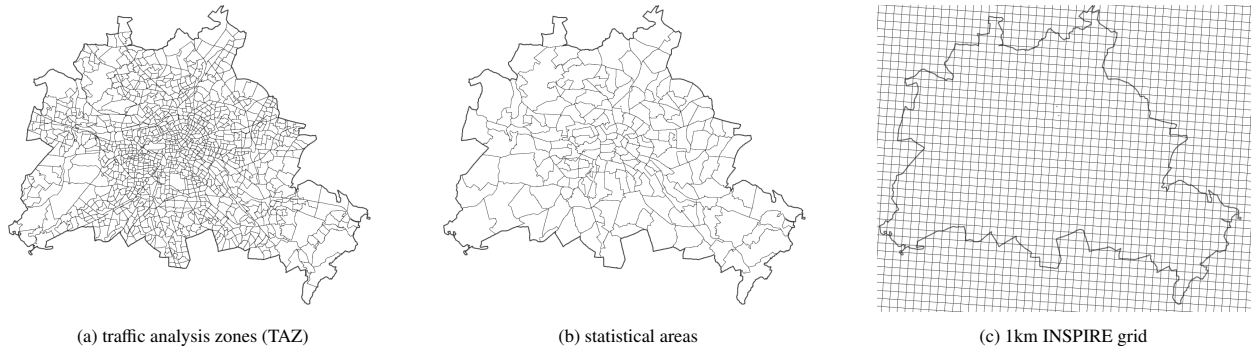 (a) traffic analysis zones (TAZ)
(b) statistical areas
(c) 1km INSPIRE grid